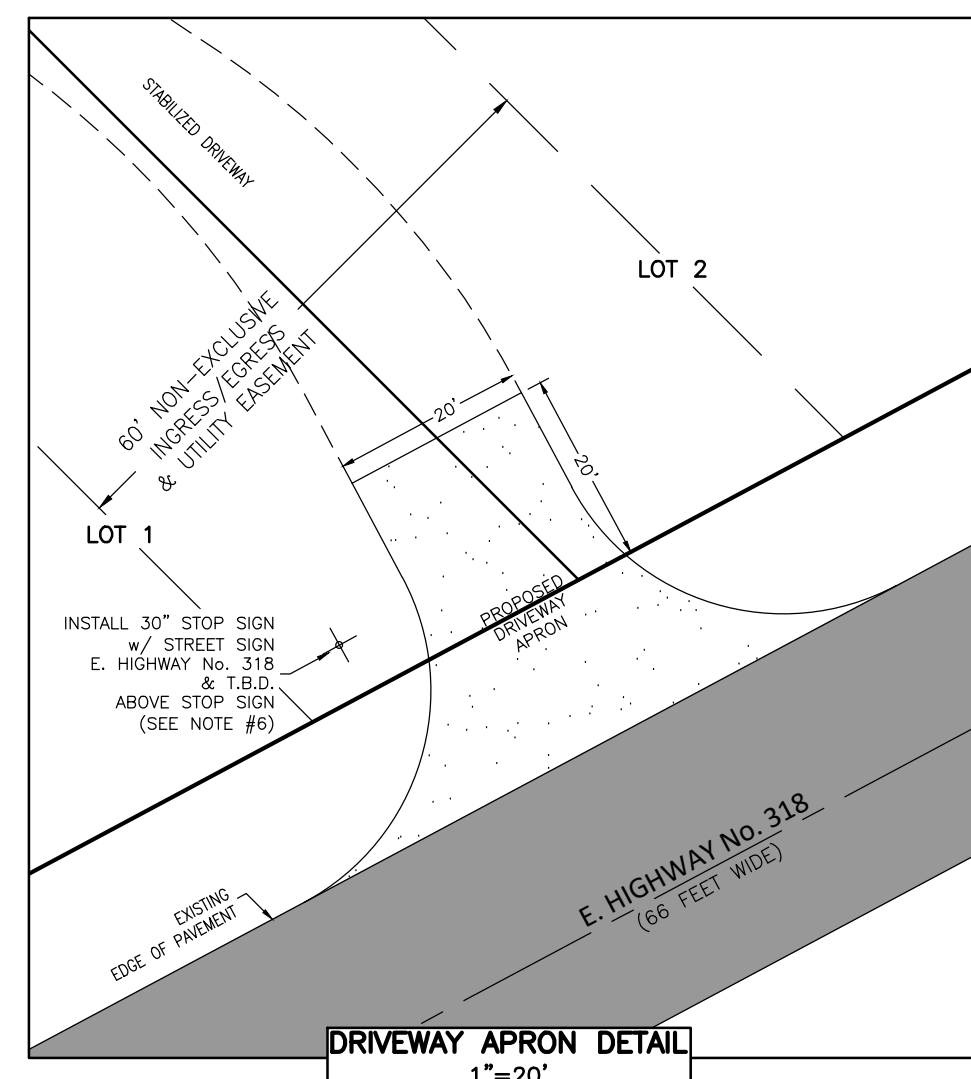 STABILIZED DRIVEWAY
LOT 2
60' NON-EXCLUSIVE
INGRESS/EGRESS
& UTILITY EASEMENT
20'
20'
LOT 1
INSTALL 30" STOP SIGN
w/ STREET SIGN
E. HIGHWAY No. 318
& T.B.D.
ABOVE STOP SIGN
(SEE NOTE #6)
PROPOSED
DRIVEWAY
APRON
EXISTING
EDGE OF PAVEMENT
E. HIGHWAY No. 318
(66 FEET WIDE)
DRIVEWAY APRON DETAIL
1"=20'